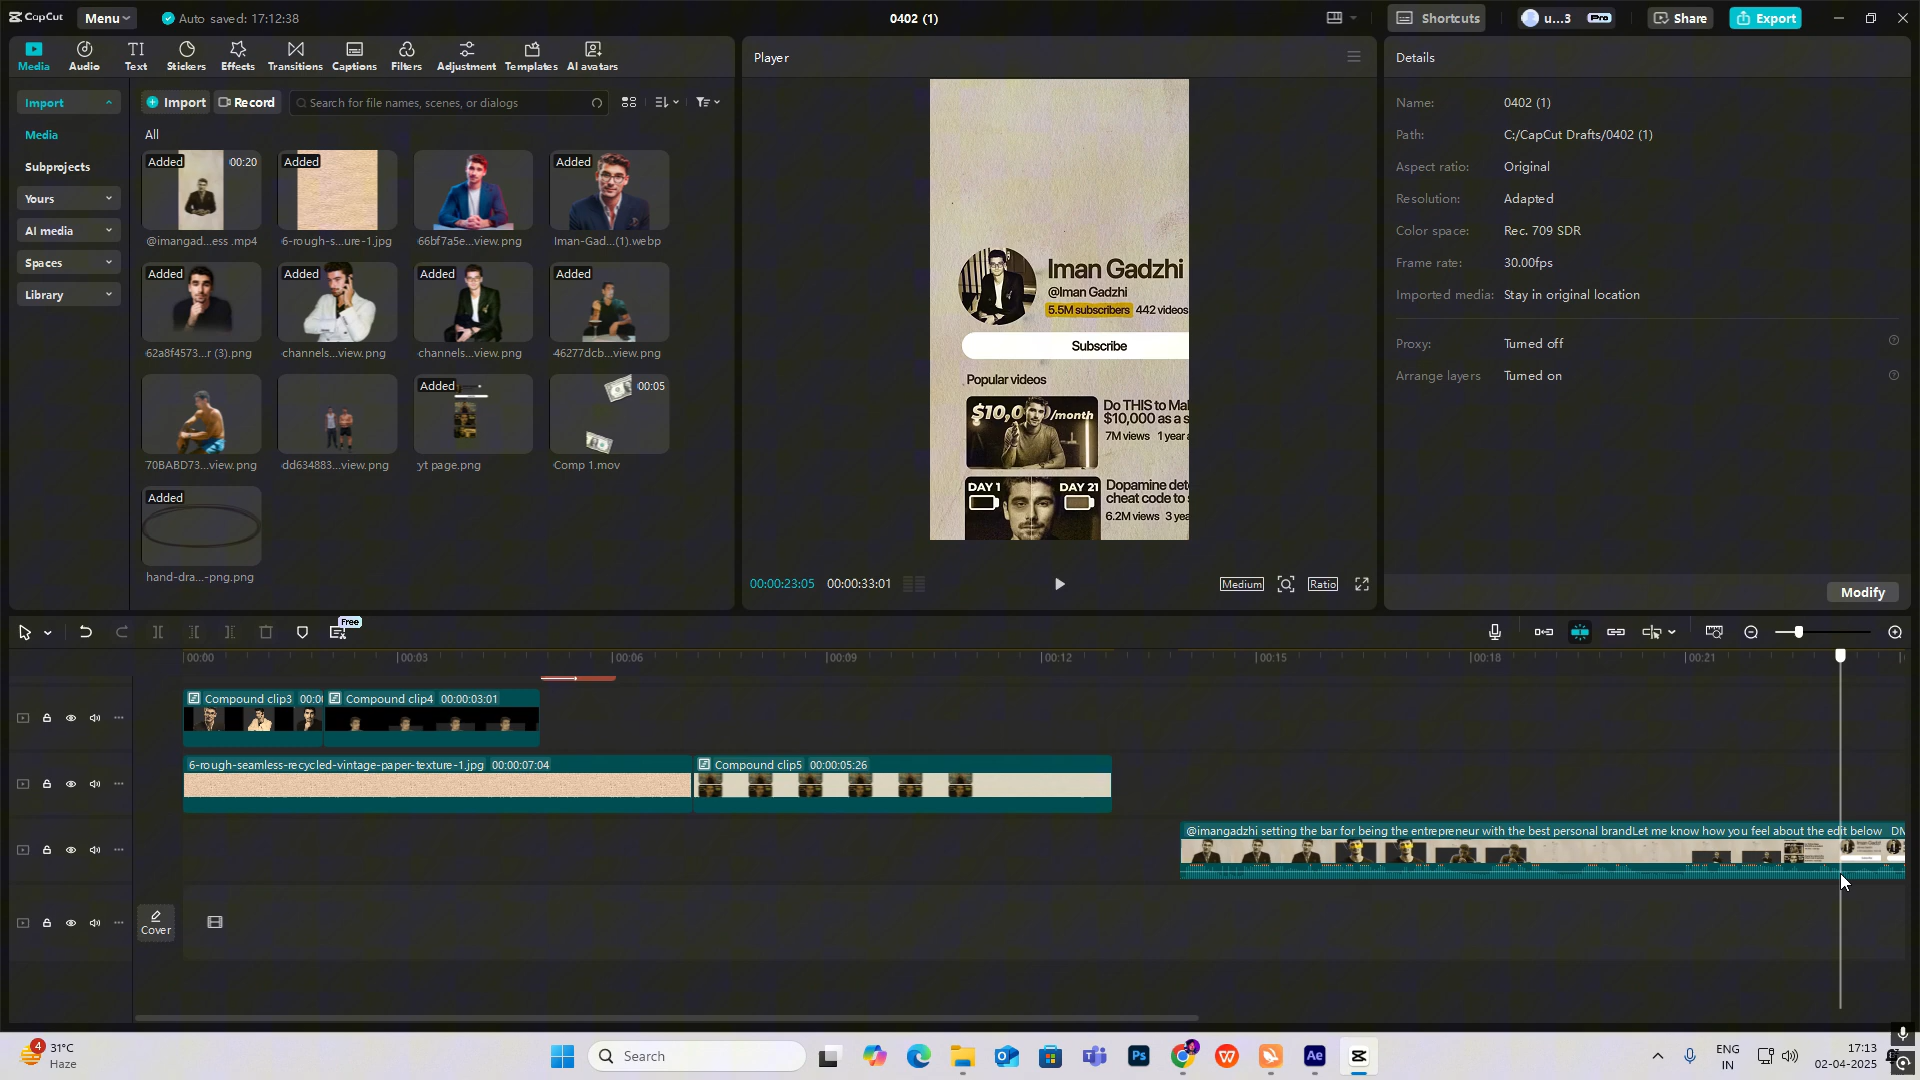 CapCut
Menu
Auto saved: 17:12:38
0402 (1)
Shortcuts
u...3
Pro
Share
Export
Media
Audio
Text
Stickers
Effects
Transitions
Captions
Filters
Adjustment
Templates
AI avatars
Import
Media
Subprojects
Yours
AI media
Spaces
Library
Import
Record
Search for file names, scenes, or dialogs
All
Added 00:20
Added
Added
@imangad...ess .mp4
6-rough-s...ure-1.jpg
66bf7a5e...view.png
Iman-Gad...(1).webp
Added
Added
Added
Added
62a8f4573...r (3).png
channels...view.png
channels...view.png
46277dcb...view.png
Added
00:05
70BABD73...view.png
dd634883...view.png
yt page.png
Comp 1.mov
Added
hand-dra...-png.png
Player
Iman Gadzhi
@Iman Gadzhi
5.5M subscribers 442 videos
Subscribe
Popular videos
$10,000/month
Do THIS to Mak
$10,000 as a s
7M views 1 year a
DAY 1
DAY 21
Dopamine det
cheat code to s
6.2M views 3 yea
00:00:23:05
00:00:33:01
Medium
Ratio
Details
Name: 0402 (1)
Path: C:/CapCut Drafts/0402 (1)
Aspect ratio: Original
Resolution: Adapted
Color space: Rec. 709 SDR
Frame rate: 30.00fps
Imported media: Stay in original location
Proxy: Turned off
Arrange layers Turned on
Modify
Free
00:00
00:03
00:06
00:09
00:12
00:15
00:18
00:21
Compound clip3 00:00
Compound clip4 00:00:03:01
6-rough-seamless-recycled-vintage-paper-texture-1.jpg 00:00:07:04
Compound clip5 00:00:05:26
@imangadzhi setting the bar for being the entrepreneur with the best personal brandLet me know how you feel about the edit below DN
Cover
4
31°C
Haze
Search
Ps
Ae
ENG
IN
17:13
02-04-2025